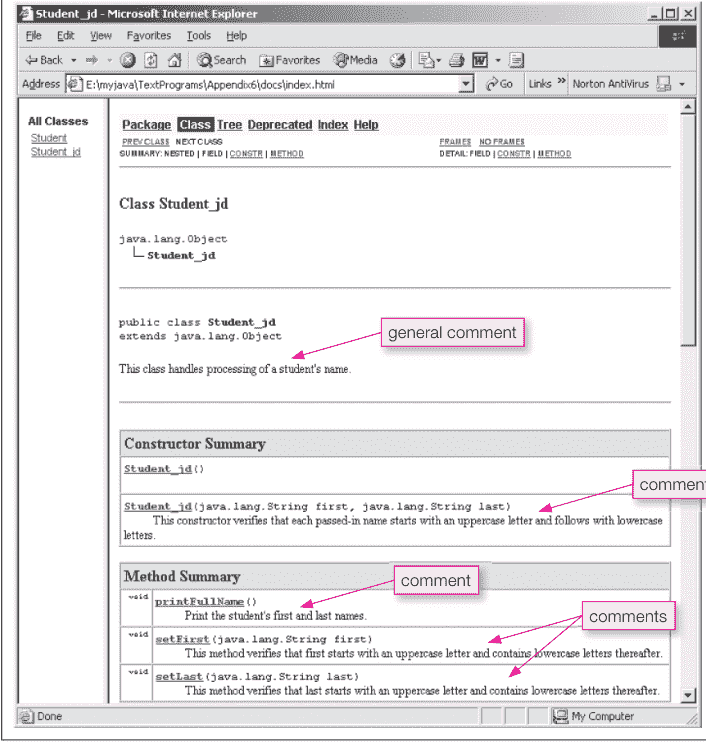 Student_jd - Microsoft Internet Explorer
File Edit View Favorites Tools Help
Back Search Favorites Media
Address E:\myjava\TextPrograms\Appendix6\docs\index.html Go Links » Norton AntiVirus
All Classes
Student
Student_jd
Package Class Tree Deprecated Index Help
PREV CLASS NEXT CLASS FRAMES NO FRAMES
SUMMARY: NESTED | FIELD | CONSTR | METHOD DETAIL: FIELD | CONSTR | METHOD
Class Student_jd
java.lang.Object
Student_jd
public class Student_jd
extends java.lang.Object
general comment
This class handles processing of a student's name.
Constructor Summary
Student_jd()
comment
Student_jd(java.lang.String first, java.lang.String last)
This constructor verifies that each passed-in name starts with an uppercase letter and follows with lowercase
letters.
Method Summary
comment
void printFullName()
Print the student's first and last names.
comments
void setFirst(java.lang.String first)
This method verifies that first starts with an uppercase letter and contains lowercase letters thereafter.
void setLast(java.lang.String last)
This method verifies that last starts with an uppercase letter and contains lowercase letters thereafter.
Done My Computer